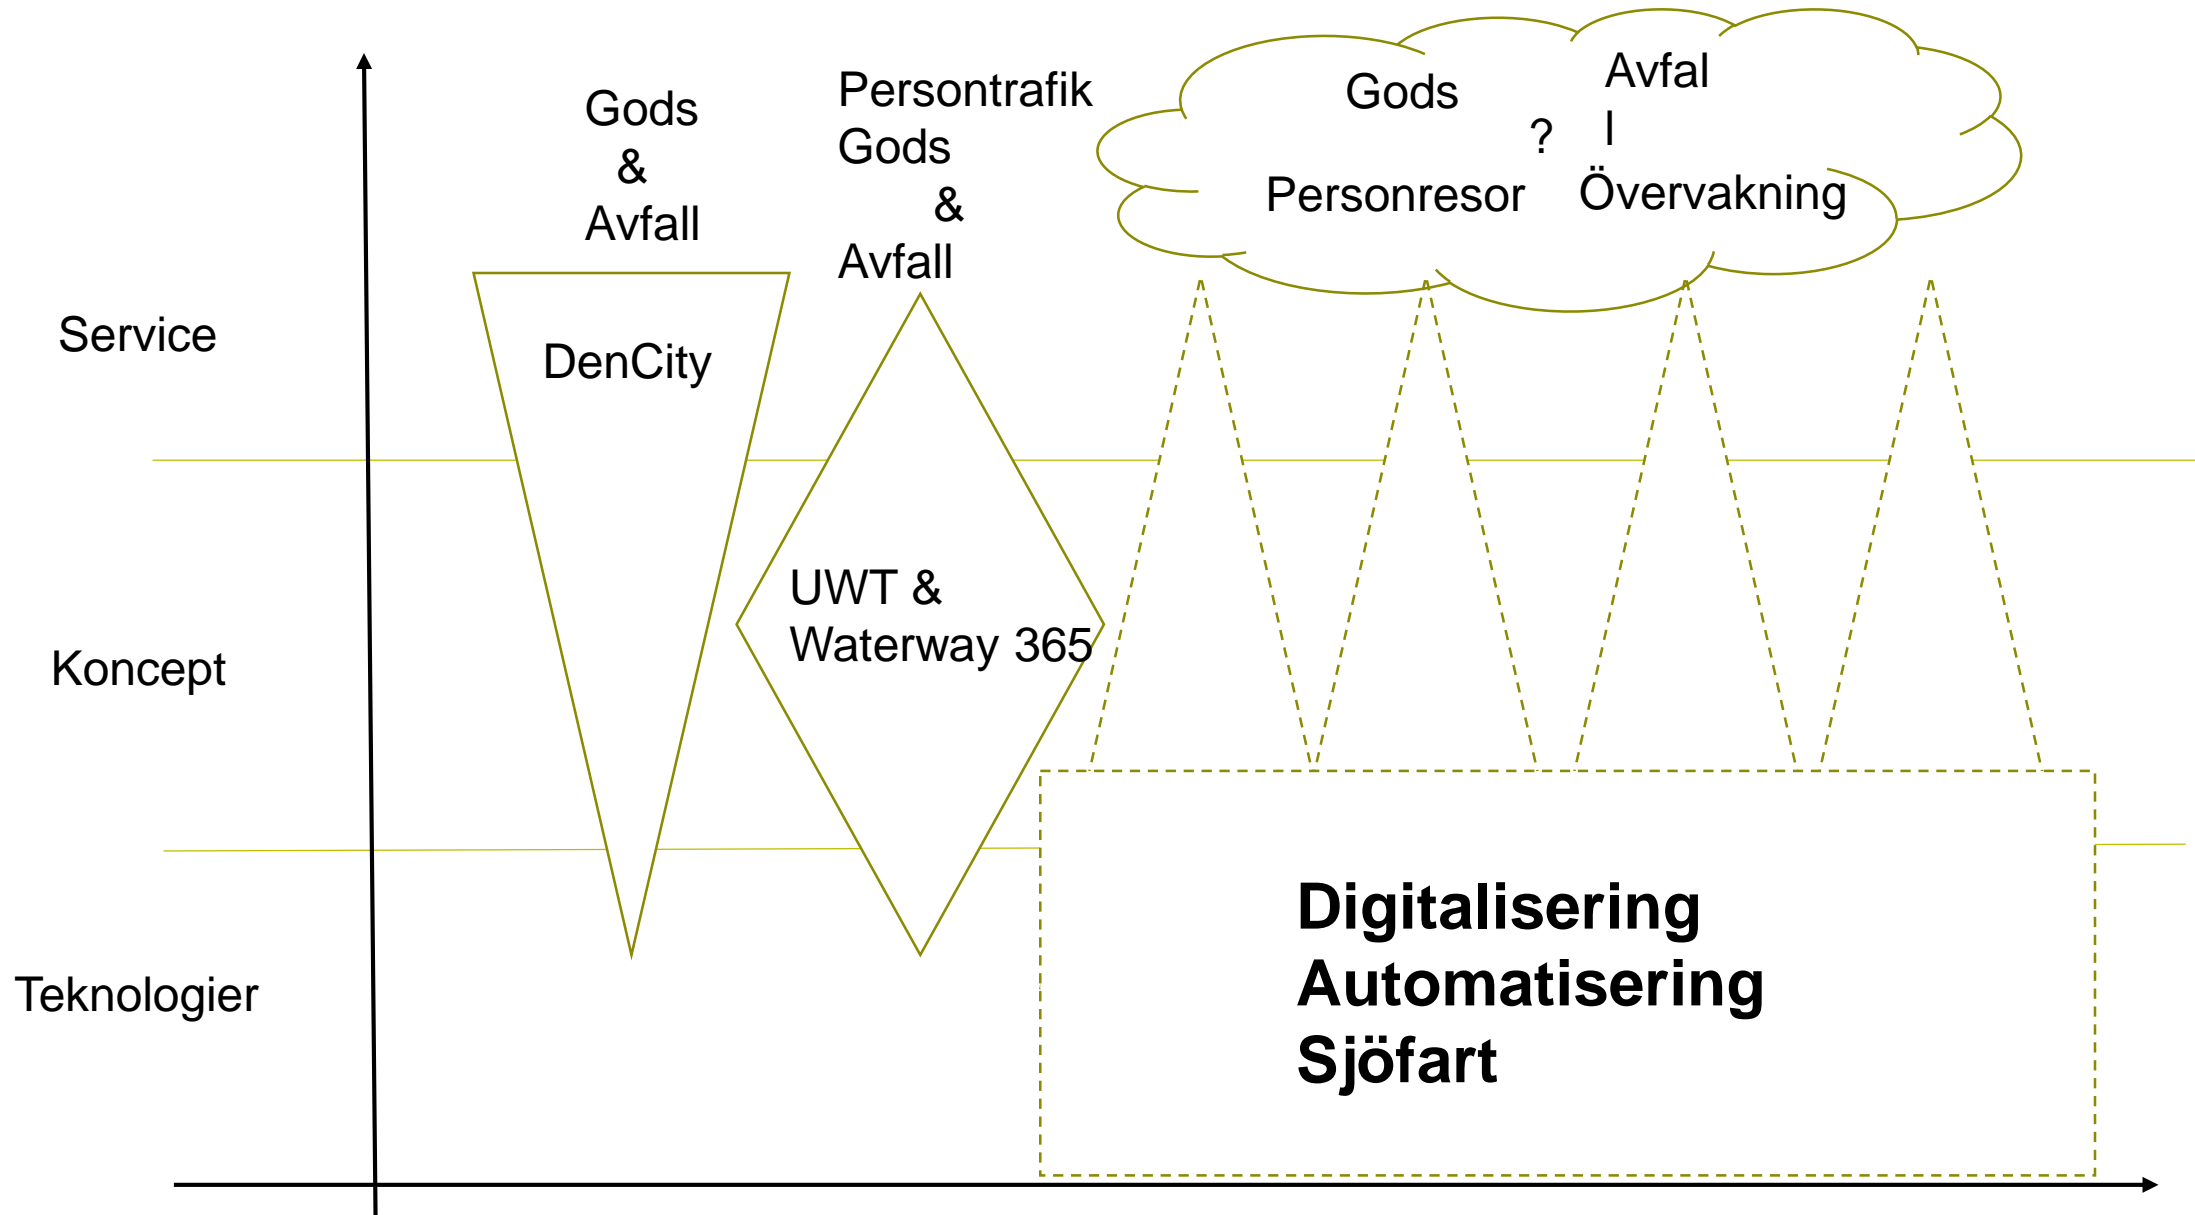 Gods
&
Avfall
Persontrafik
Gods
&
Avfall
Gods
Avfal
l
?
Personresor
Övervakning
Service
DenCity
UWT &
Waterway 365
Koncept
Teknologier
Digitalisering
Automatisering
Sjöfart